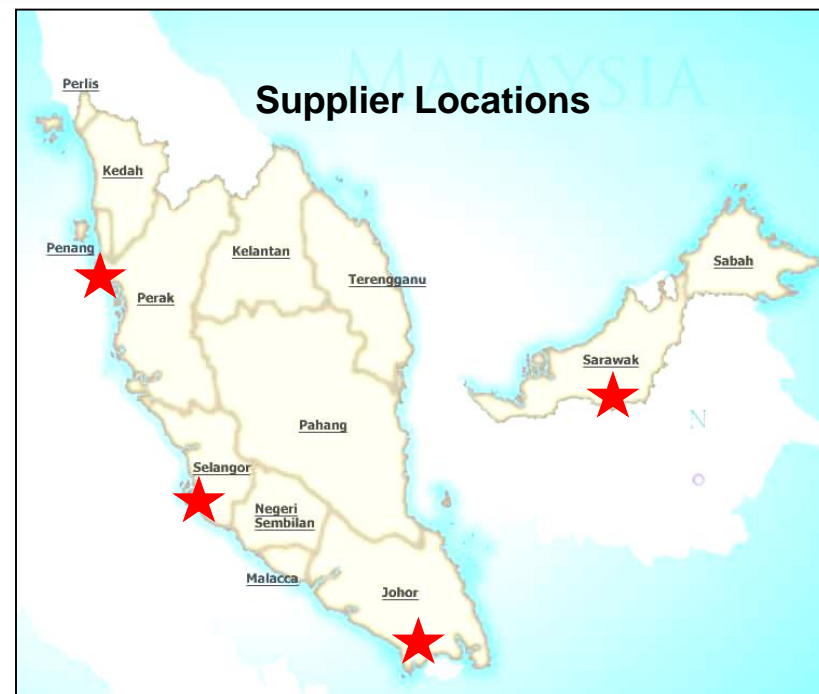 MALAYSIA
Supplier Locations
Perlis
Kedah
Penang
Perak
Kelantan
Terengganu
Sabah
Sarawak
Pahang
N
Selangor
Negeri
Sembilan
Malacca
Johor